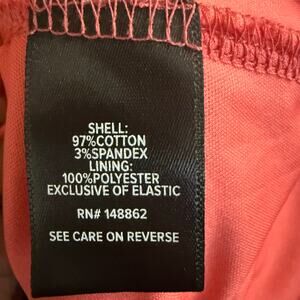 SHELL:
97%COTTON
3%SPANDEX
LINING:
100%POLYESTER
EXCLUSIVE OF ELASTIC
RN# 148862
SEE CARE ON REVERSE